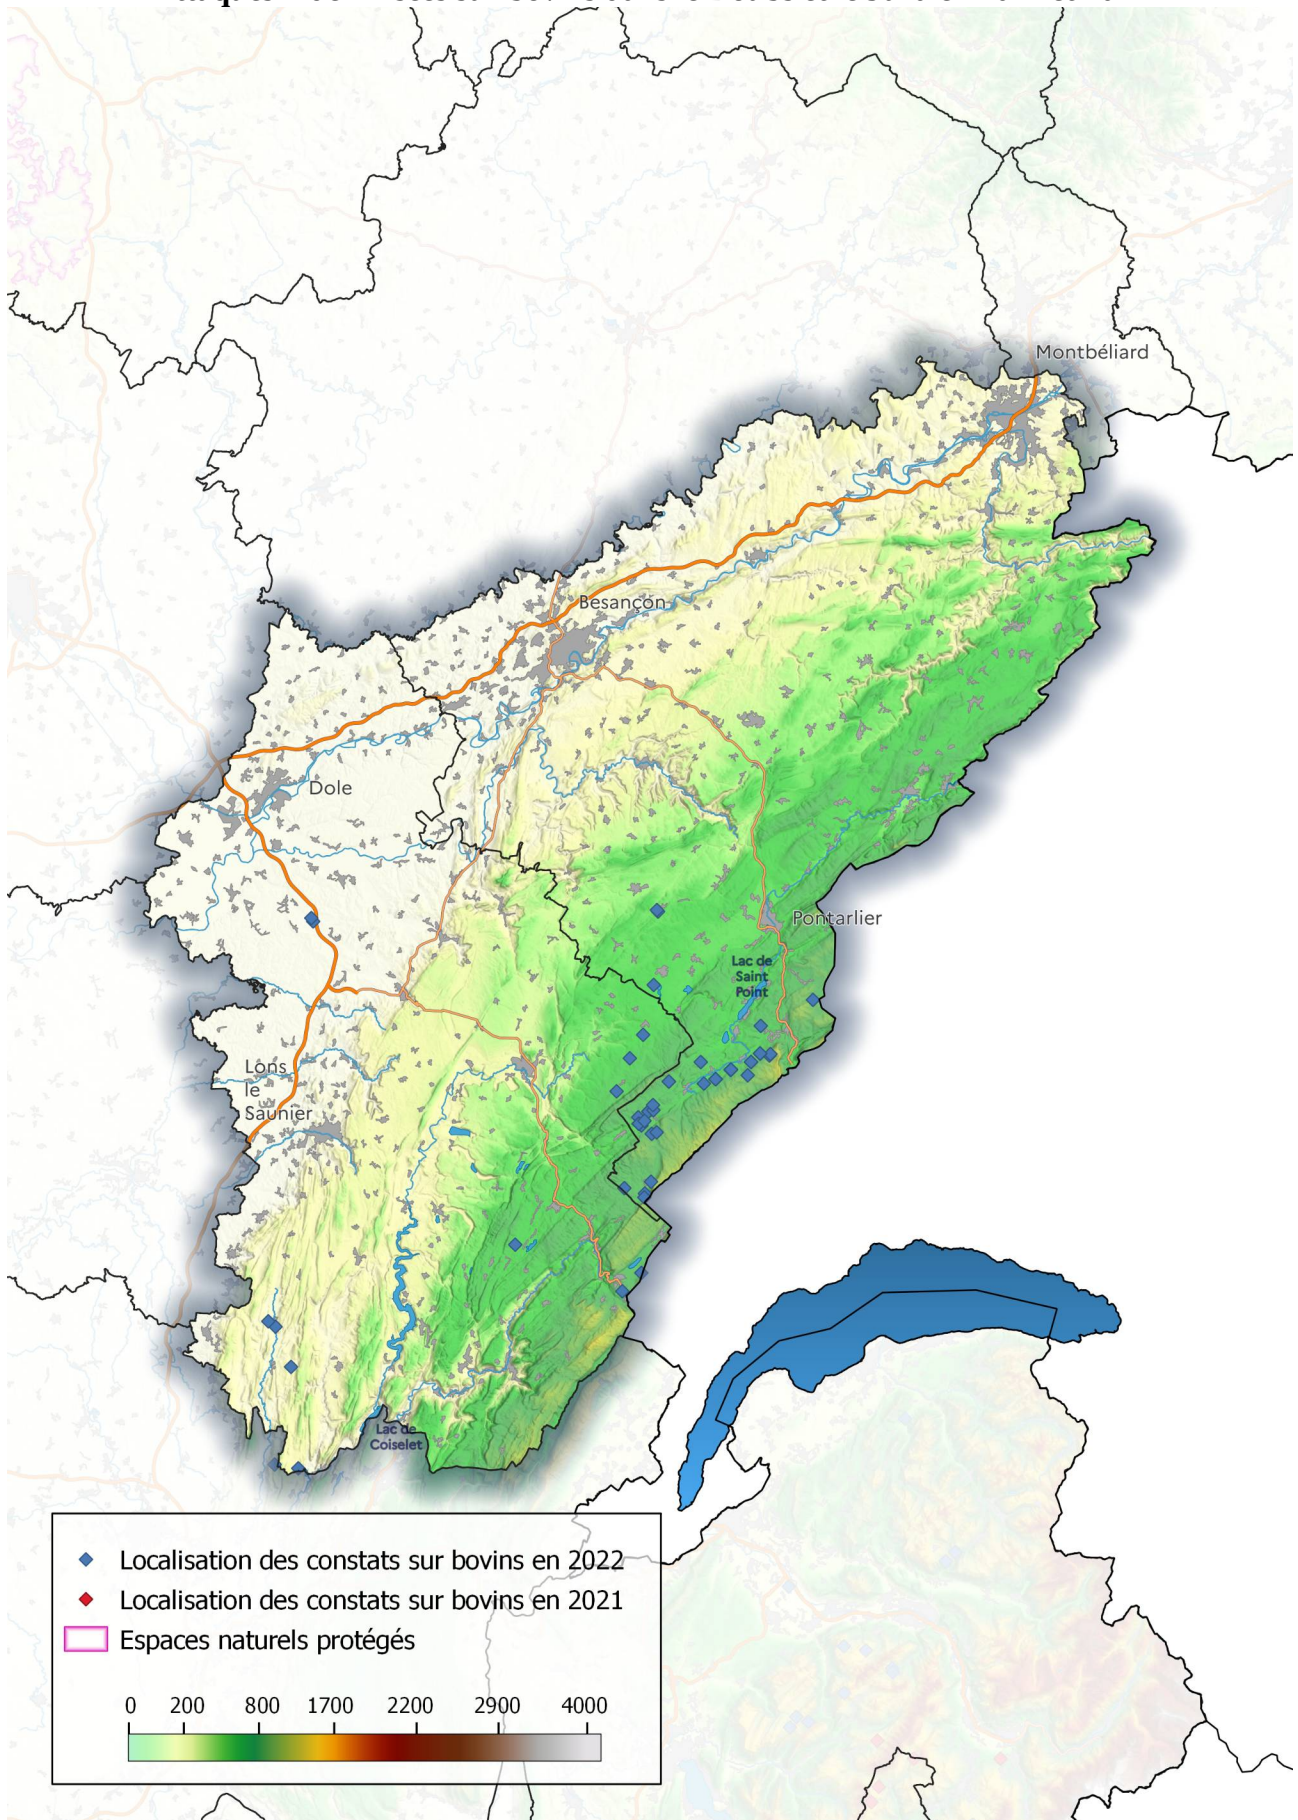 Montbéliard
Besançon
Dole
Pontarlier
Lac de
Saint
Point
Lons
le
Saunier
Lac de
Coiselet
Localisation des constats sur bovins en 2022
Localisation des constats sur bovins en 2021
Espaces naturels protégés
0 200 800 1700 2200 2900 4000